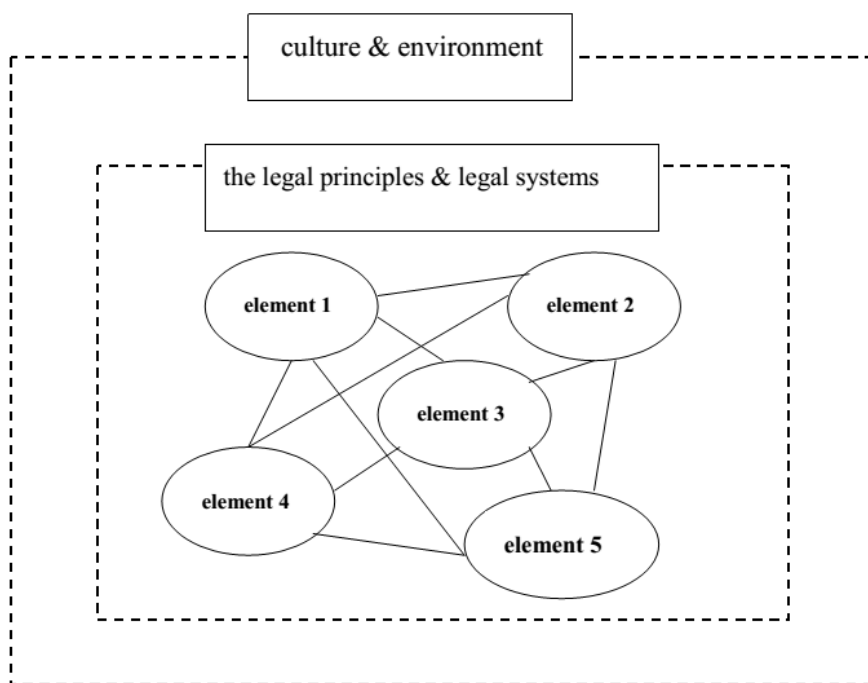 culture & environment
the legal principles & legal systems
element 1
element 2
element 3
element 4
element 5